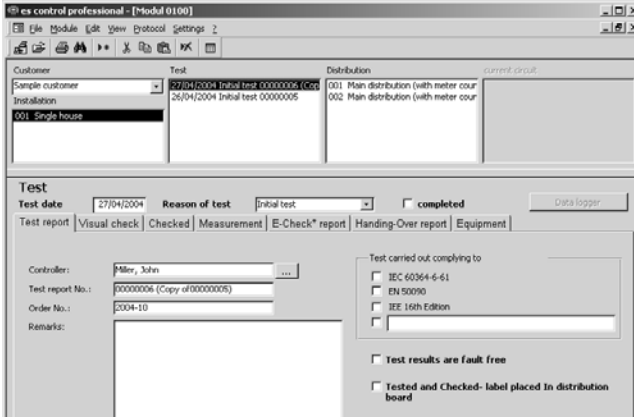 es control professional - [Modul 0100]
File Module Edit View Protocol Settings ?
Customer Test Distribution current circuit
Sample customer 27/04/2004 Initial test 00000006 (Cop 001 Main distribution (with meter cour
26/04/2004 Initial test 00000005 002 Main distribution (with meter cour
Installation
001 Single house
Test
Test date 27/04/2004 Reason of test Initial test completed Data logger
Test report Visual check Checked Measurement E-Check* report Handing-Over report Equipment
Controller: Miller, John ...
Test report No.: 00000006 (Copy of00000005)
Order No.: 2004-10
Remarks:
Test carried out complying to
IEC 60364-6-61
EN 50090
IEE 16th Edition
Test results are fault free
Tested and Checked- label placed In distribution
board